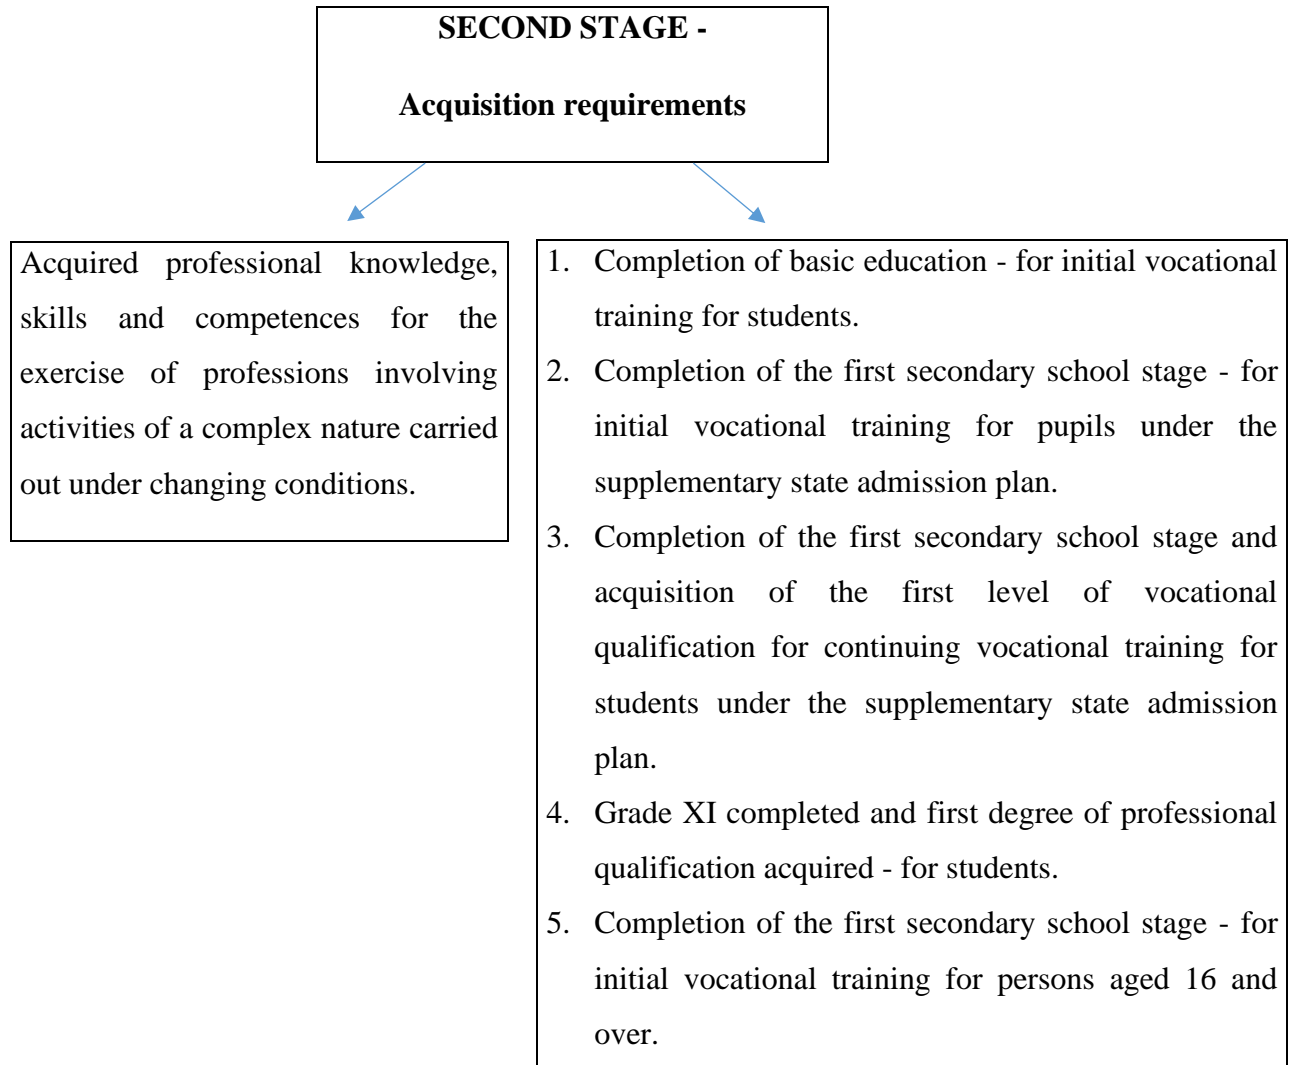 SECOND STAGE -
Acquisition requirements
Acquired professional knowledge,
skills and competences for the
exercise of professions involving
activities of a complex nature carried
out under changing conditions.
1. Completion of basic education - for initial vocational
training for students.
2. Completion of the first secondary school stage - for
initial vocational training for pupils under the
supplementary state admission plan.
3. Completion of the first secondary school stage and
acquisition of the first level of vocational
qualification for continuing vocational training for
students under the supplementary state admission
plan.
4. Grade XI completed and first degree of professional
qualification acquired - for students.
5. Completion of the first secondary school stage - for
initial vocational training for persons aged 16 and
over.